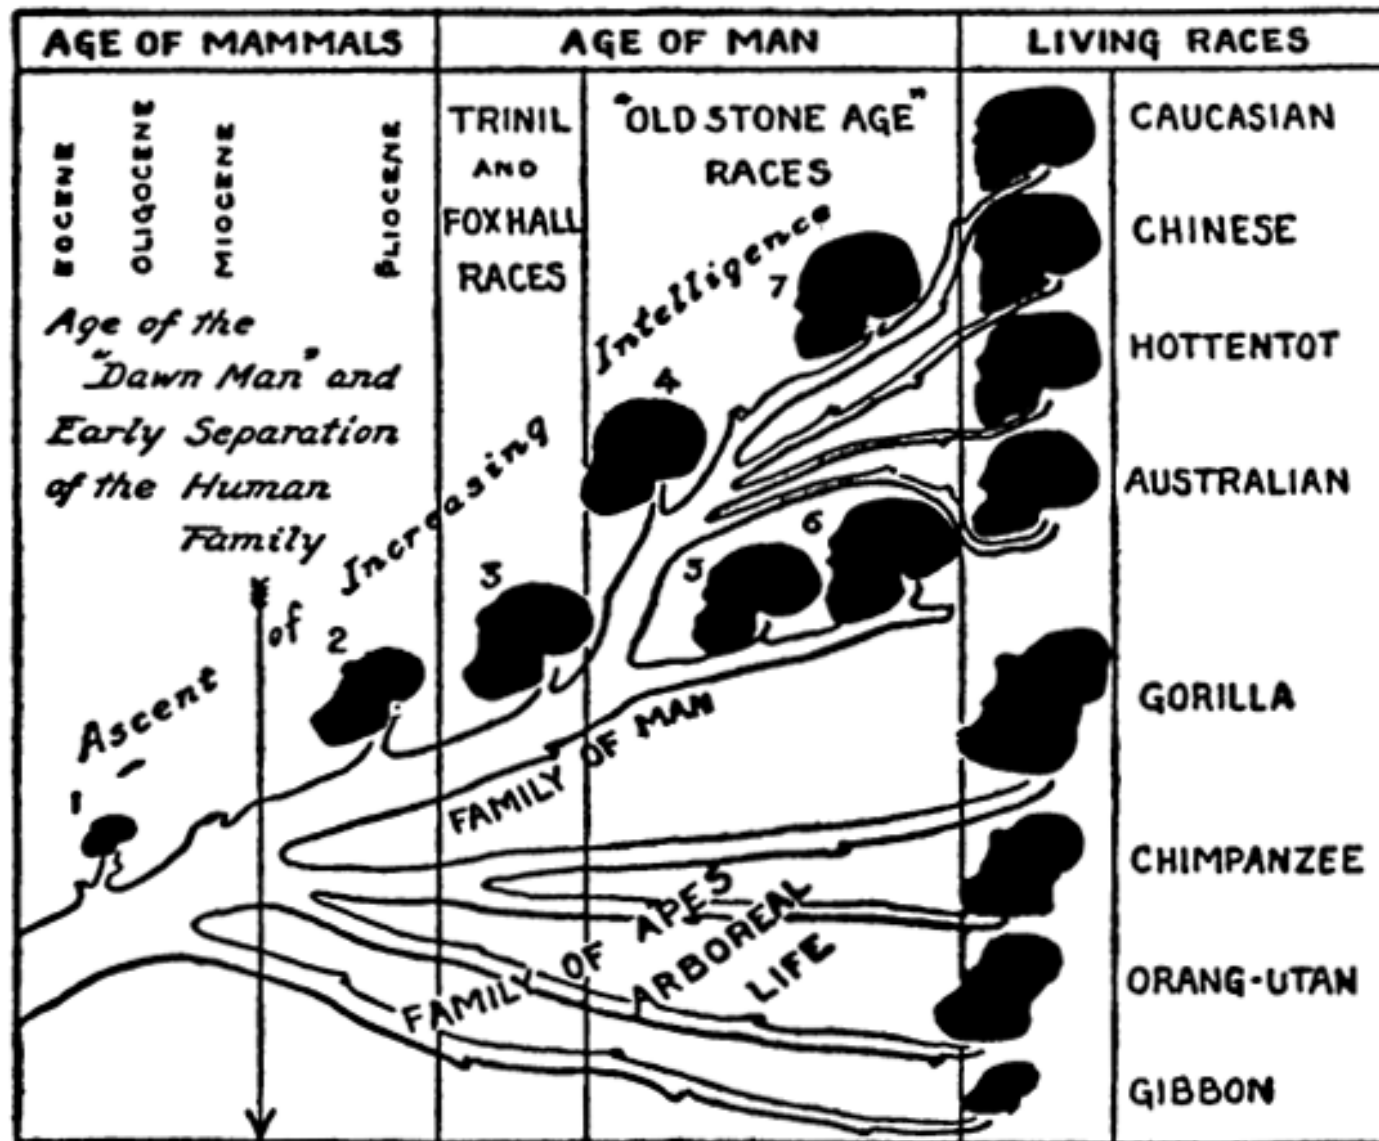 AGE OF MAMMALS
AGE OF MAN
LIVING RACES
EOCENE
OLIGOCENE
MIOCENE
PLIOCENE
TRINIL
AND
FOXHALL
RACES
"OLD STONE AGE"
RACES
Age of the
"Dawn Man" and
Early Separation
of the Human
Family
Ascent of Increasing Intelligence
1
2
3
4
5
6
7
FAMILY OF MAN
FAMILY OF APES
ARBOREAL
LIFE
CAUCASIAN
CHINESE
HOTTENTOT
AUSTRALIAN
GORILLA
CHIMPANZEE
ORANG-UTAN
GIBBON